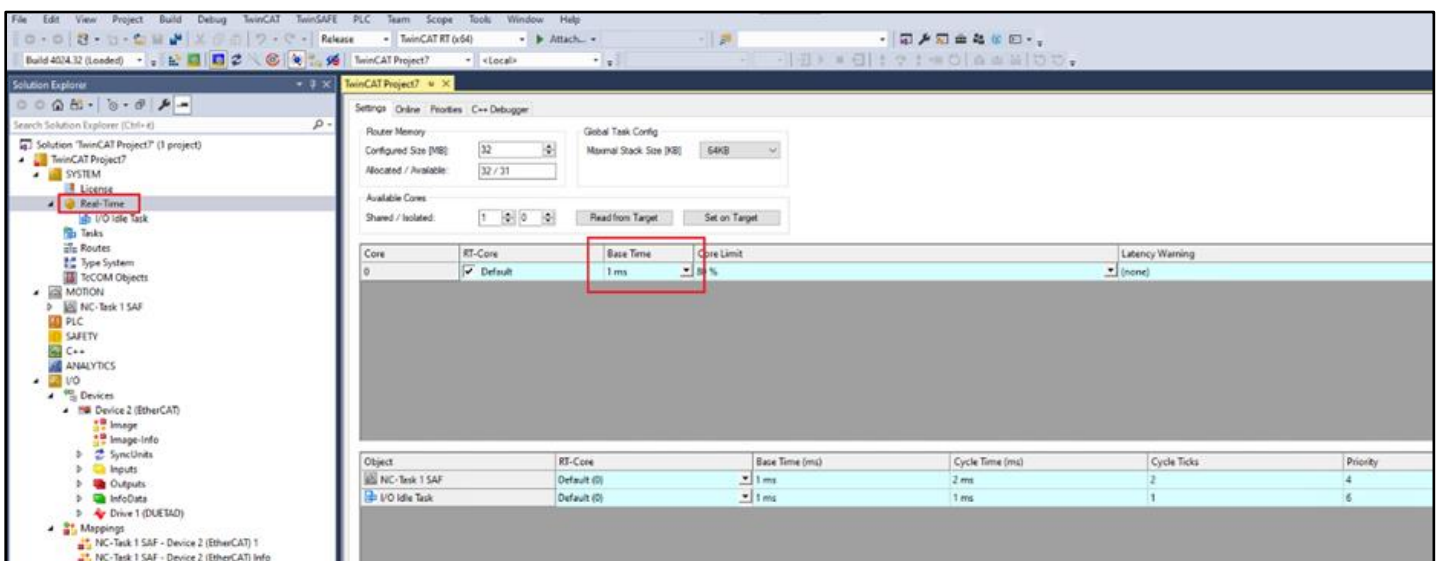 File Edit View Project Build Debug TwinCAT TwinSAFE PLC Team Scope Tools Window Help
Release TwinCAT RT (x64) Attach...
Build 4024.32 (Loaded) TwinCAT Project7 <Local>
Solution Explorer
Search Solution Explorer (Ctrl+e)
Solution 'TwinCAT Project7' (1 project)
TwinCAT Project7
SYSTEM
License
Real-Time
I/O Idle Task
Tasks
Routes
Type System
TcCOM Objects
MOTION
NC-Task 1 SAF
PLC
SAFETY
C++
ANALYTICS
I/O
Devices
Device 2 (EtherCAT)
Image
Image-Info
SyncUnits
Inputs
Outputs
InfoData
Drive 1 (DUETAD)
Mappings
NC-Task 1 SAF - Device 2 (EtherCAT) 1
NC-Task 1 SAF - Device 2 (EtherCAT) Info
TwinCAT Project7
Settings Online Priorities C++ Debugger
Router Memory
Configured Size [MB]: 32
Allocated / Available: 32 / 31
Global Task Config
Maximal Stack Size [KB] 64KB
Available Cores
Shared / Isolated: 1 0 Read from Target Set on Target
Core RT-Core Base Time Core Limit Latency Warning
0 Default 1 ms 80 % (none)
Object RT-Core Base Time (ms) Cycle Time (ms) Cycle Ticks Priority
NC-Task 1 SAF Default (0) 1 ms 2 ms 2 4
I/O Idle Task Default (0) 1 ms 1 ms 1 6